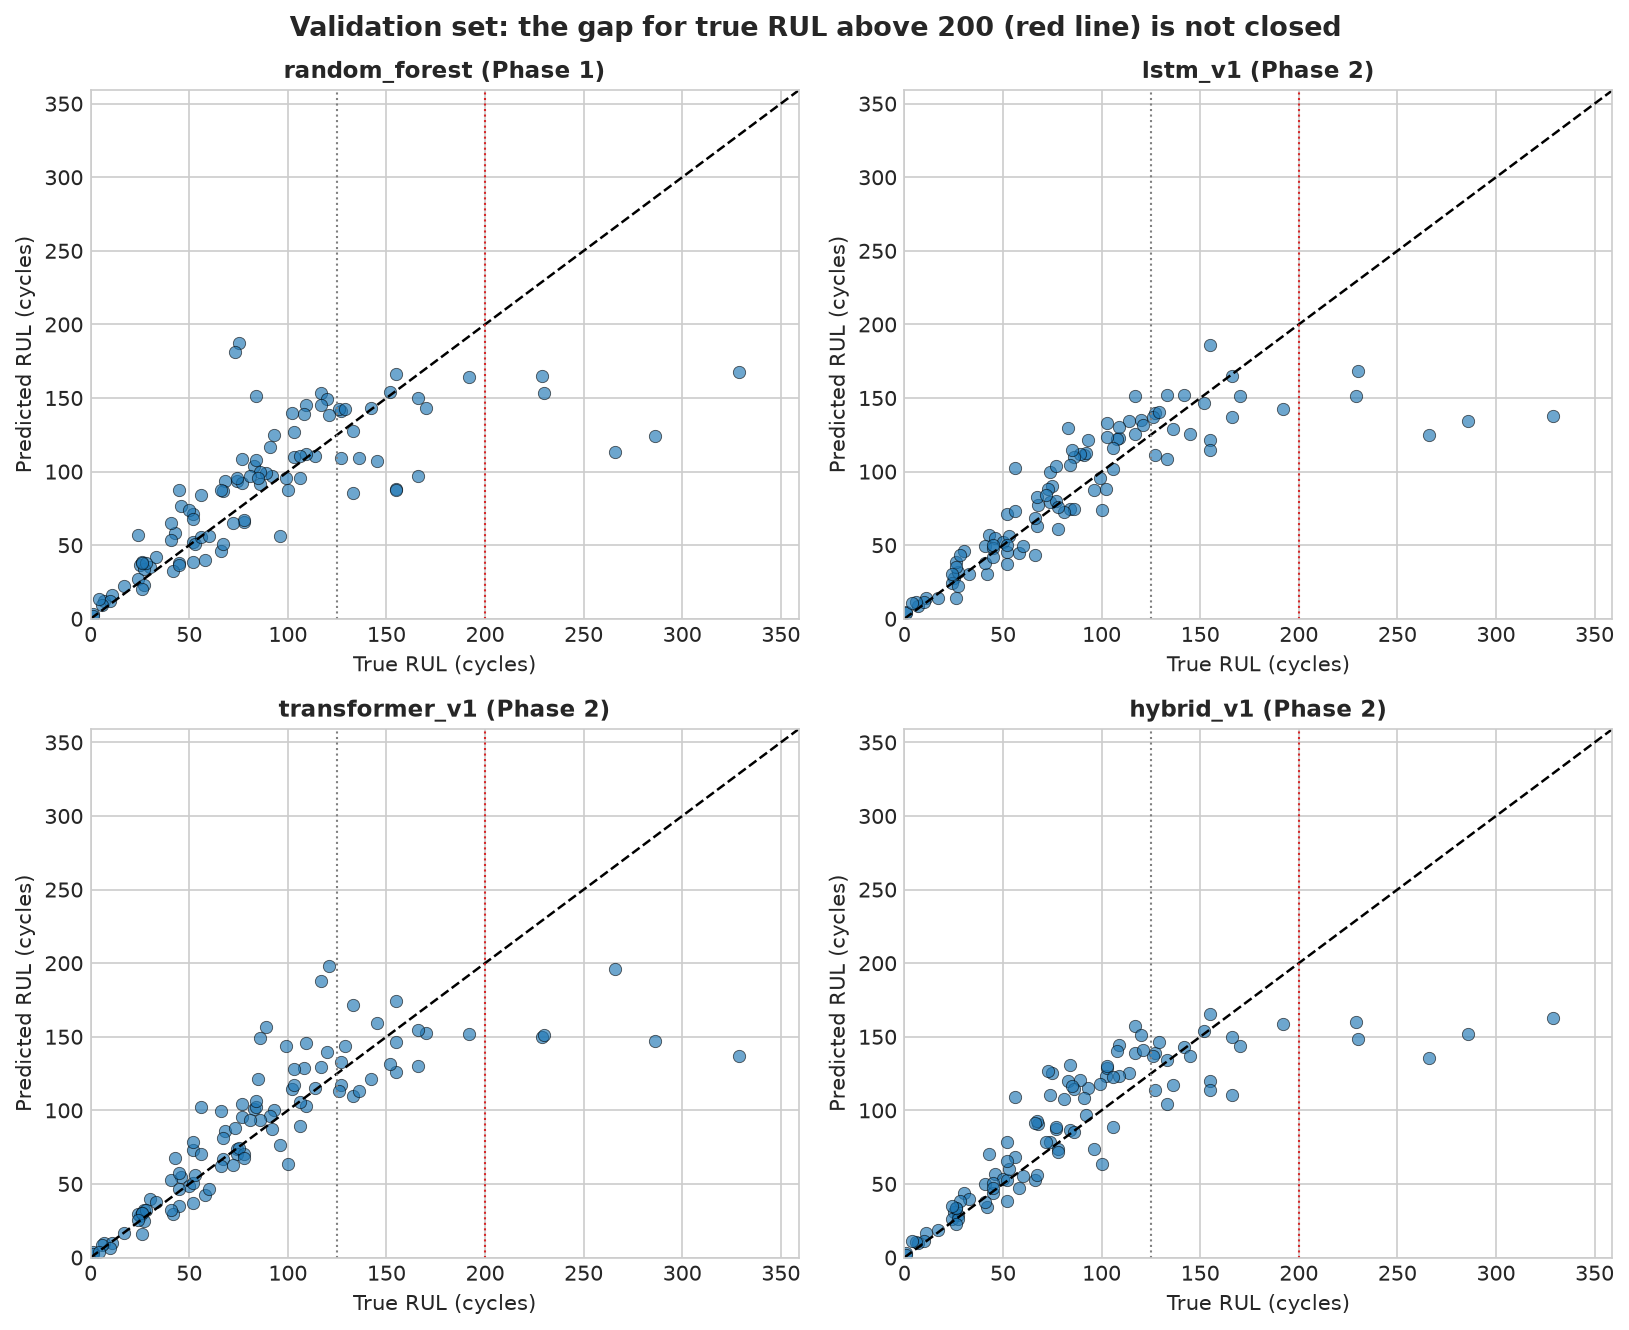 Validation set: the gap for true RUL above 200 (red line) is not closed
random_forest (Phase 1)
350
300
250
200
150
100
50
0
Predicted RUL (cycles)
0 50 100 150 200 250 300 350
True RUL (cycles)
lstm_v1 (Phase 2)
350
300
250
200
150
100
50
0
Predicted RUL (cycles)
0 50 100 150 200 250 300 350
True RUL (cycles)
transformer_v1 (Phase 2)
350
300
250
200
150
100
50
0
Predicted RUL (cycles)
0 50 100 150 200 250 300 350
True RUL (cycles)
hybrid_v1 (Phase 2)
350
300
250
200
150
100
50
0
Predicted RUL (cycles)
0 50 100 150 200 250 300 350
True RUL (cycles)